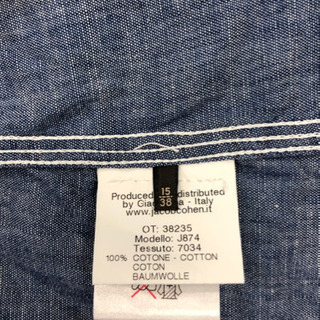 15
38
Produced distributed
by Gia - Italy
www.jacobcohen.it
OT: 38235
Modello: J874
Tessuto: 7034
100% COTONE - COTTON
COTON
BAUMWOLLE